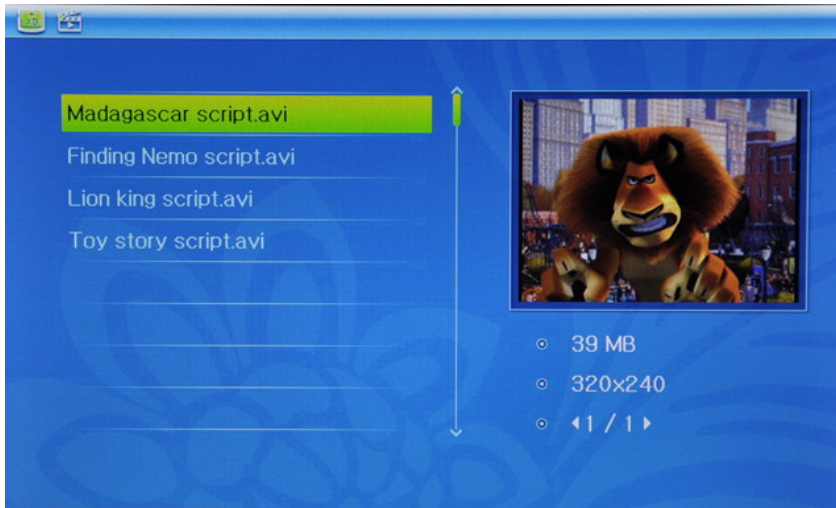 Madagascar script.avi
Finding Nemo script.avi
Lion king script.avi
Toy story script.avi
39 MB
320x240
1 / 1